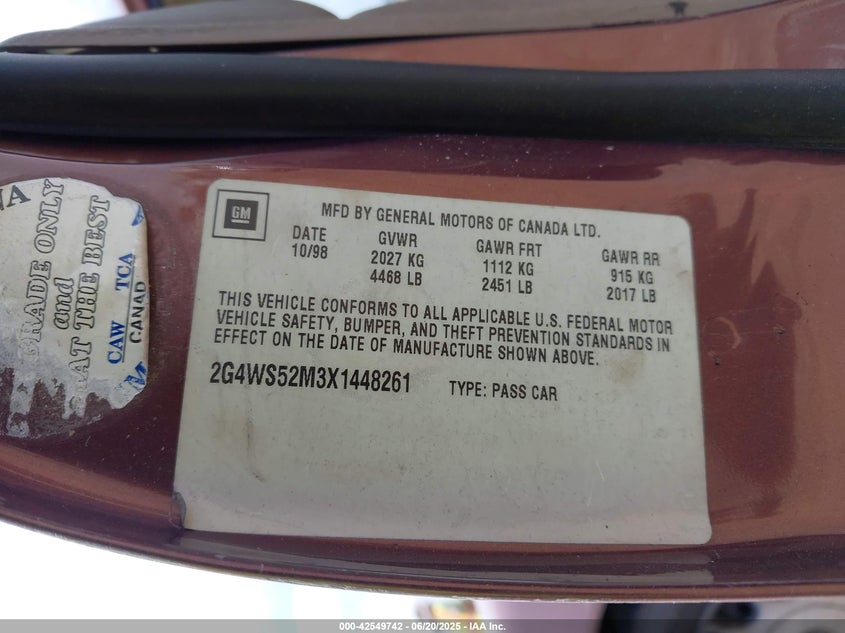 GM
MFD BY GENERAL MOTORS OF CANADA LTD.
DATE GVWR GAWR FRT GAWR RR
10/98 2027 KG 1112 KG 915 KG
4468 LB 2451 LB 2017 LB
THIS VEHICLE CONFORMS TO ALL APPLICABLE U.S. FEDERAL MOTOR
VEHICLE SAFETY, BUMPER, AND THEFT PREVENTION STANDARDS IN
EFFECT ON THE DATE OF MANUFACTURE SHOWN ABOVE.
2G4WS52M3X1448261 TYPE: PASS CAR
ONLY
and
AT THE BEST
CAW TCA
CANAD
000-42549742 - 06/20/2025 - IAA Inc.